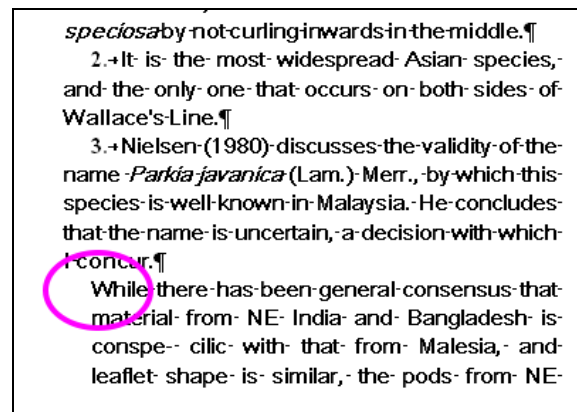 speciosa by not curling inwards in the middle.¶
2.→It is the most widespread Asian species,
and the only one that occurs on both sides of
Wallace's Line.¶
3.→Nielsen (1980) discusses the validity of the
name Parkia javanica (Lam.) Merr., by which this
species is well known in Malaysia. He concludes
that the name is uncertain, a decision with which
I concur.¶
While there has been general consensus that
material from NE India and Bangladesh is
conspe- cilic with that from Malesia, and
leaflet shape is similar, the pods from NE